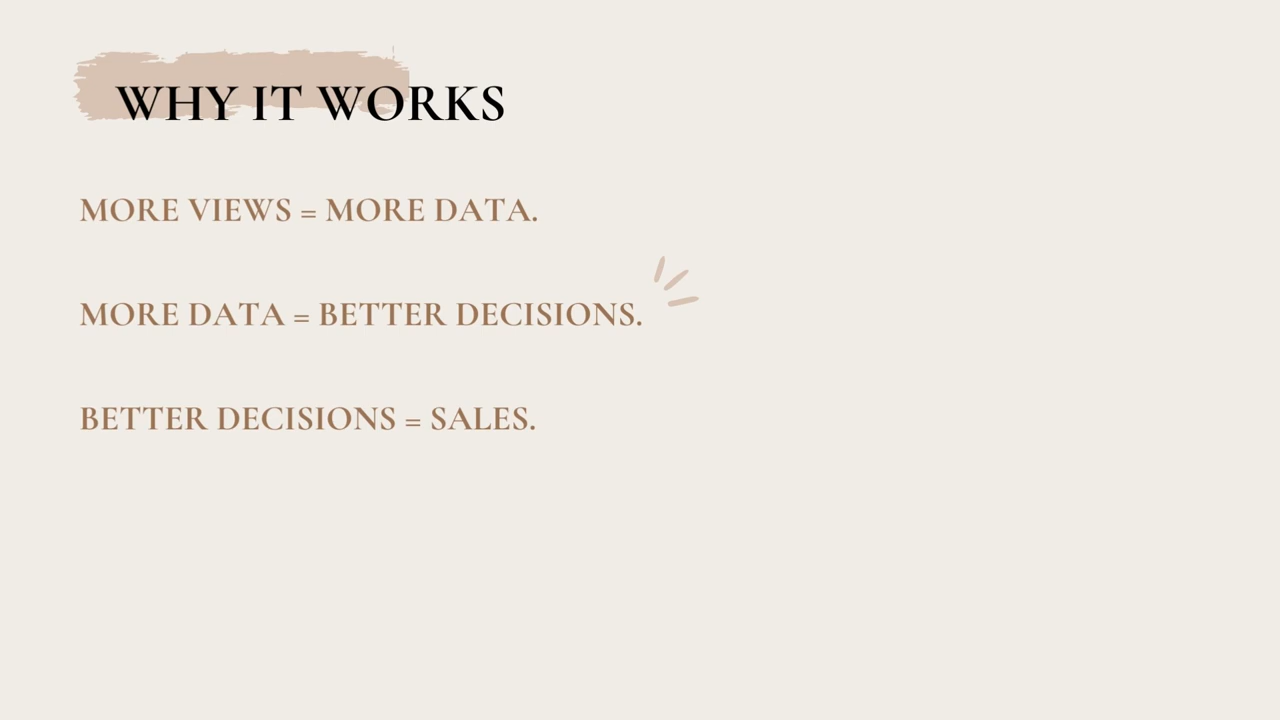 WHY IT WORKS
MORE VIEWS = MORE DATA.
MORE DATA = BETTER DECISIONS.
BETTER DECISIONS = SALES.